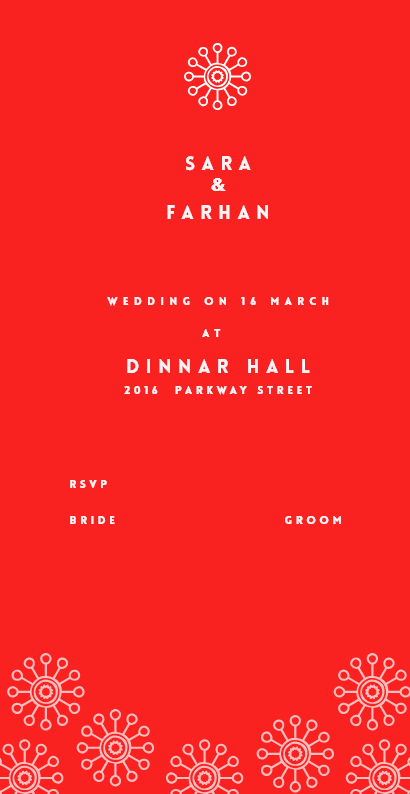 SARA
&
FARHAN
WEDDING ON 16 MARCH
AT
DINNAR HALL
2016 PARKWAY STREET
RSVP
BRIDE GROOM